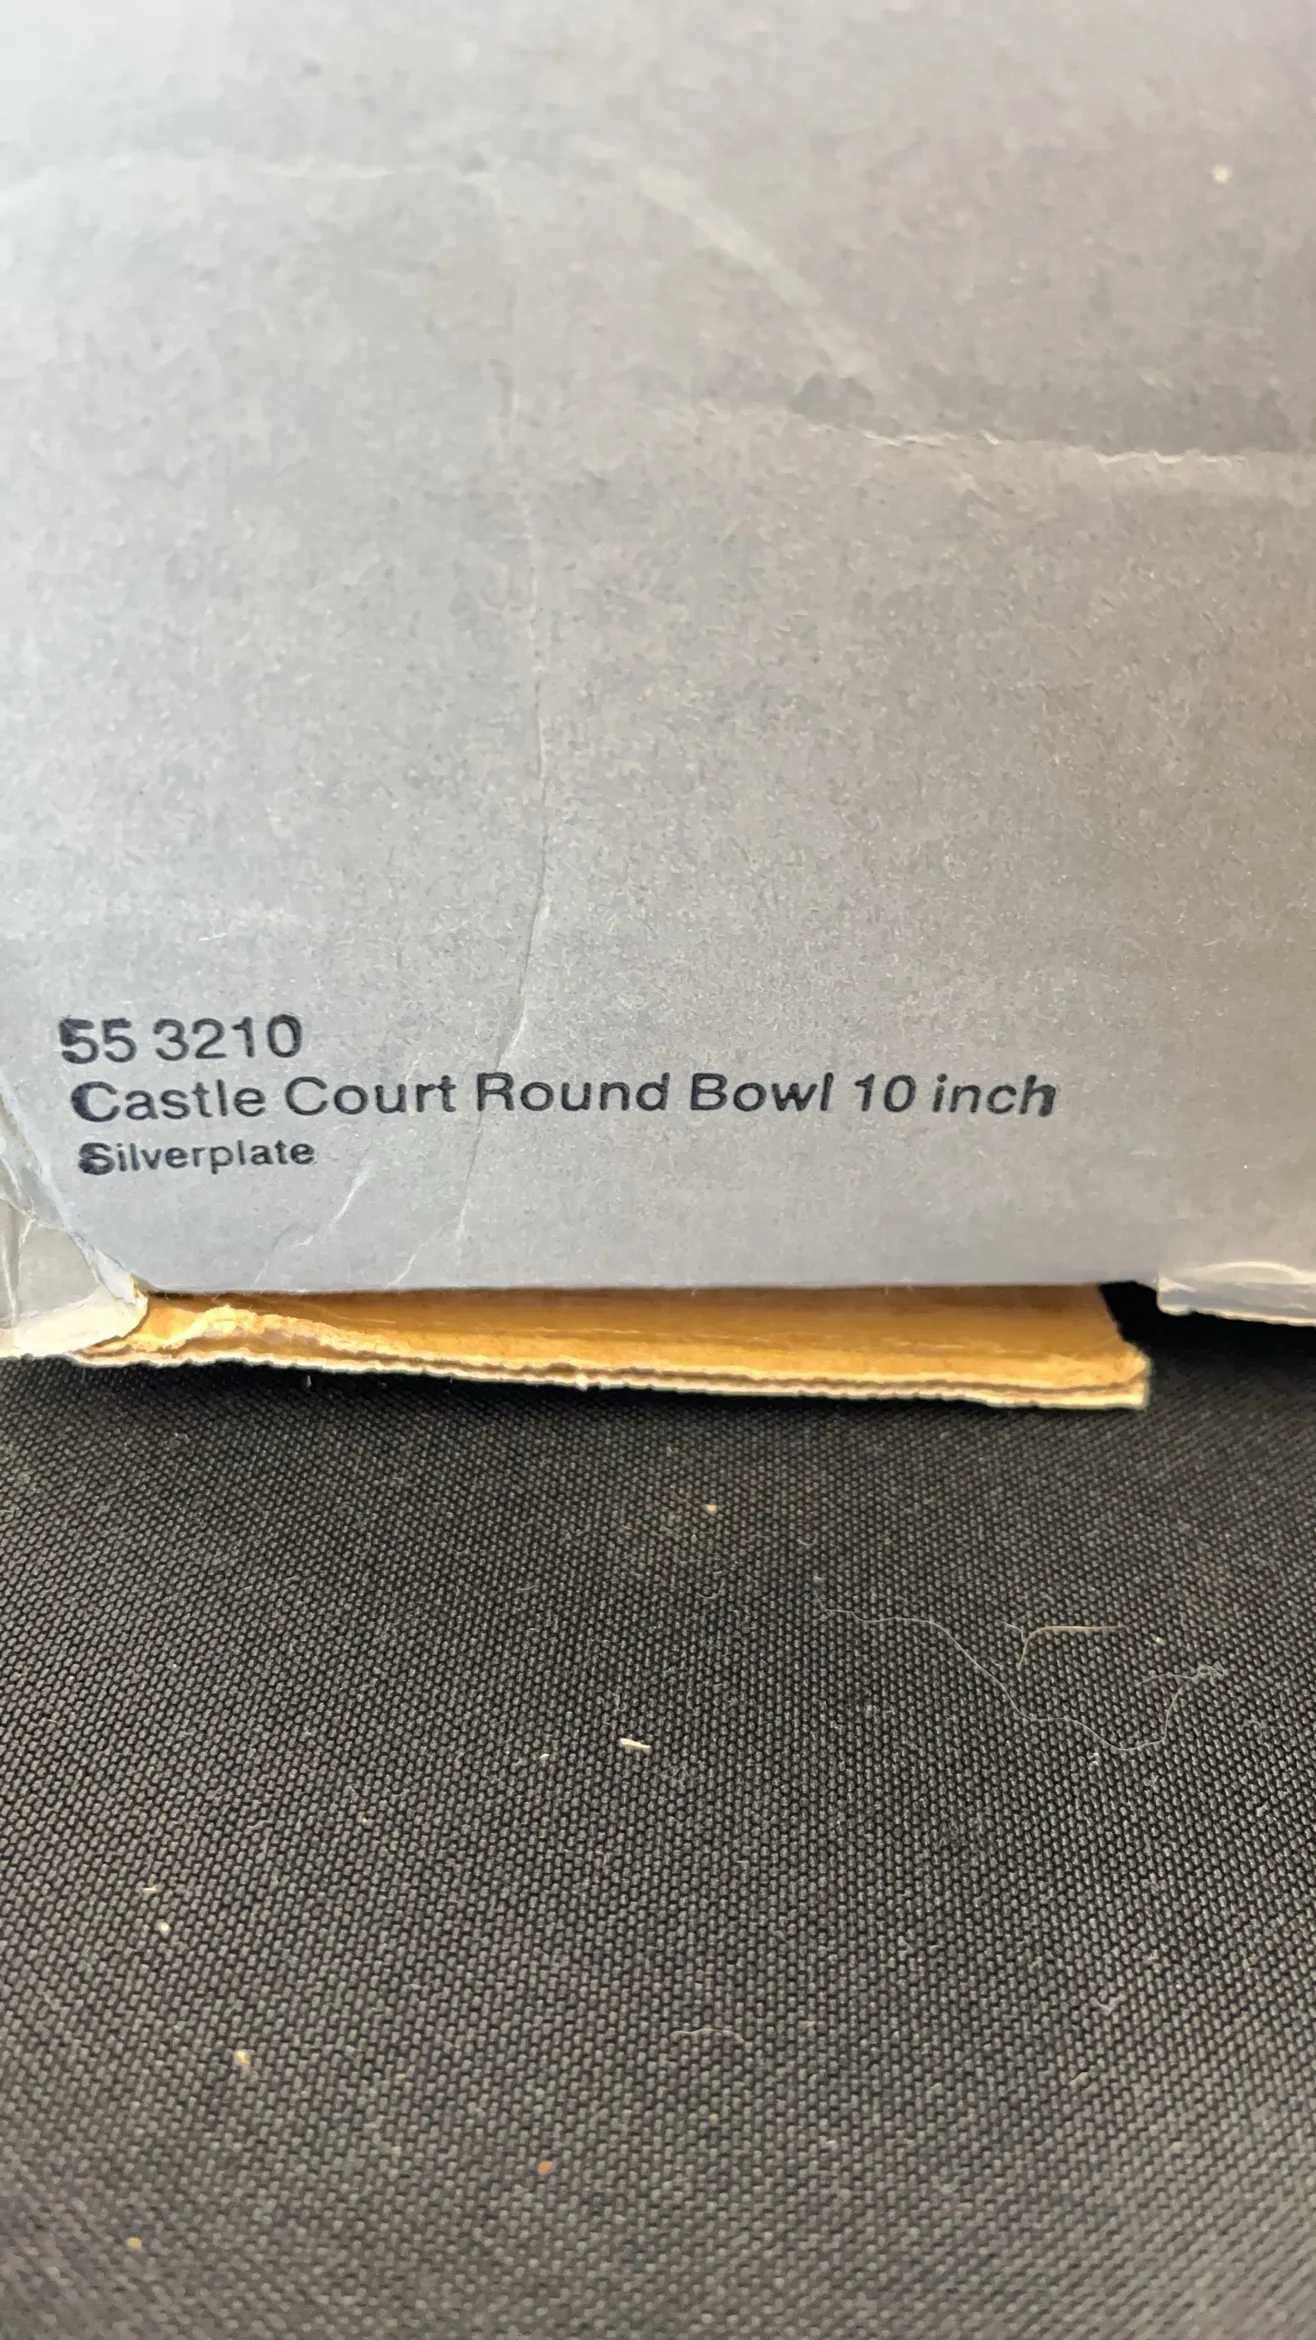 55 3210
Castle Court Round Bowl 10 inch
Silverplate